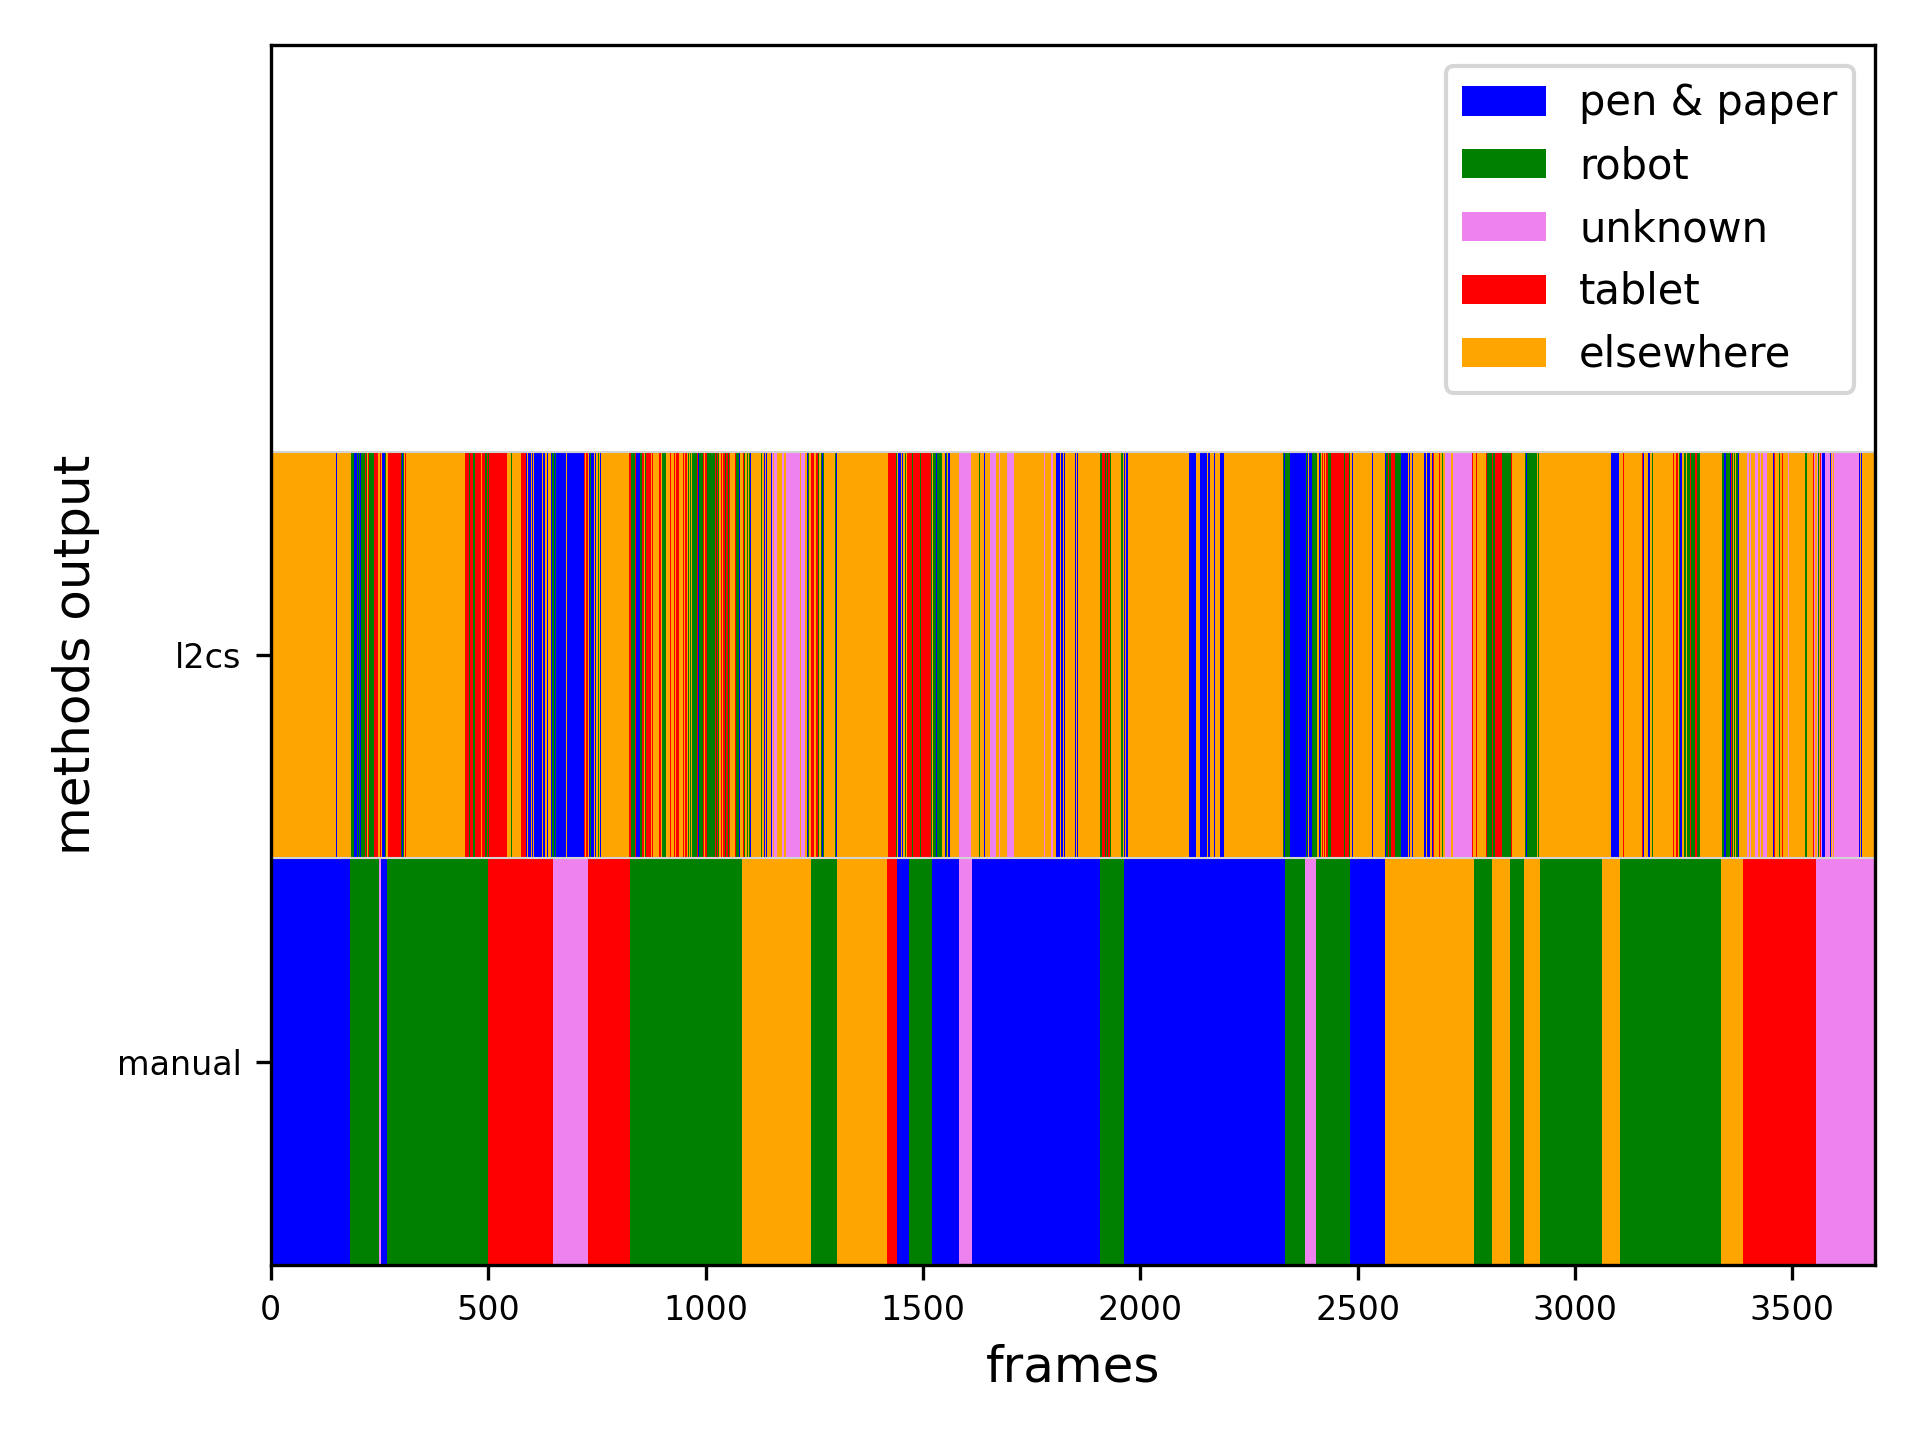 pen & paper
robot
unknown
tablet
elsewhere
methods output
l2cs
manual
0 500 1000 1500 2000 2500 3000 3500
frames